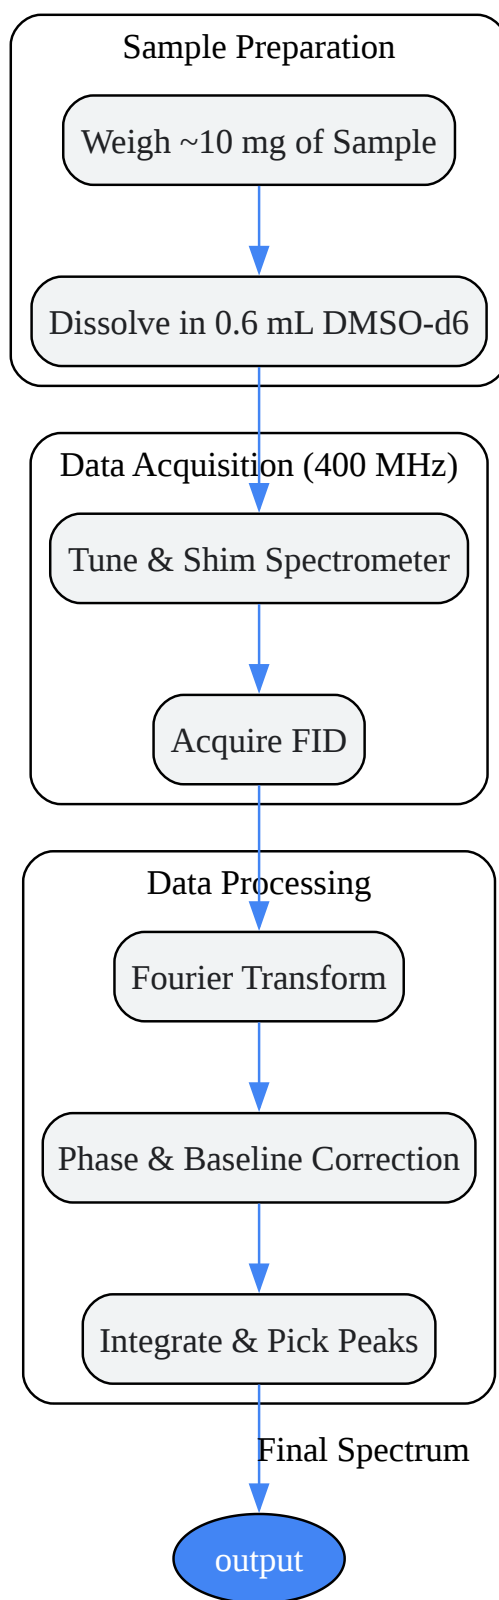 Sample Preparation
Weigh ~10 mg of Sample
Dissolve in 0.6 mL DMSO-d6
Data Acquisition (400 MHz)
Tune & Shim Spectrometer
Acquire FID
Data Processing
Fourier Transform
Phase & Baseline Correction
Integrate & Pick Peaks
Final Spectrum
output